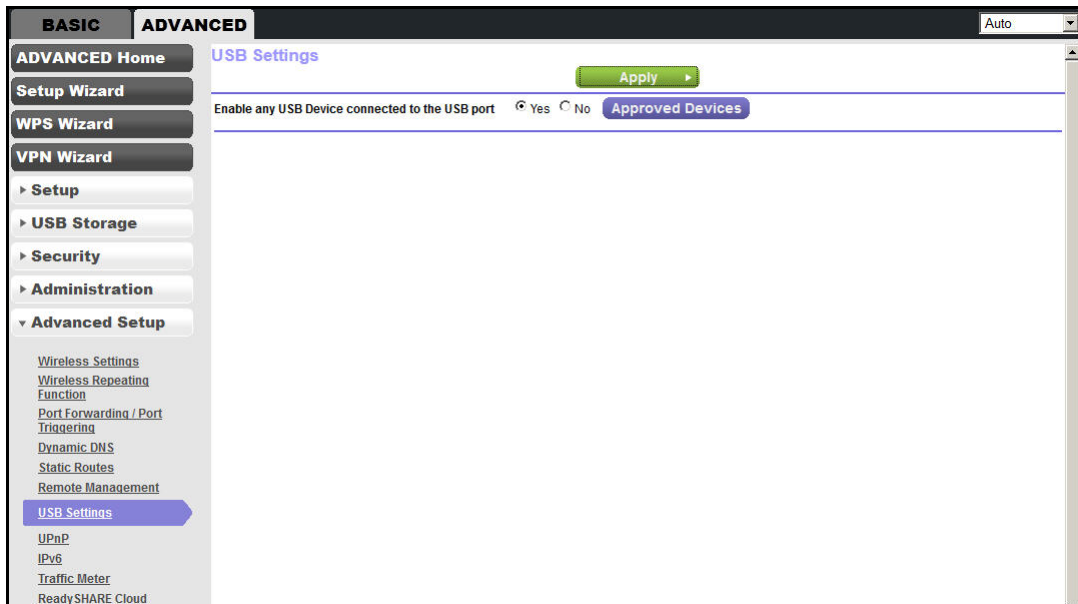 BASIC
ADVANCED
Auto
ADVANCED Home
Setup Wizard
WPS Wizard
VPN Wizard
Setup
USB Storage
Security
Administration
Advanced Setup
Wireless Settings
Wireless Repeating
Function
Port Forwarding / Port
Triggering
Dynamic DNS
Static Routes
Remote Management
USB Settings
UPnP
IPv6
Traffic Meter
ReadySHARE Cloud
USB Settings
Apply
Enable any USB Device connected to the USB port Yes No Approved Devices